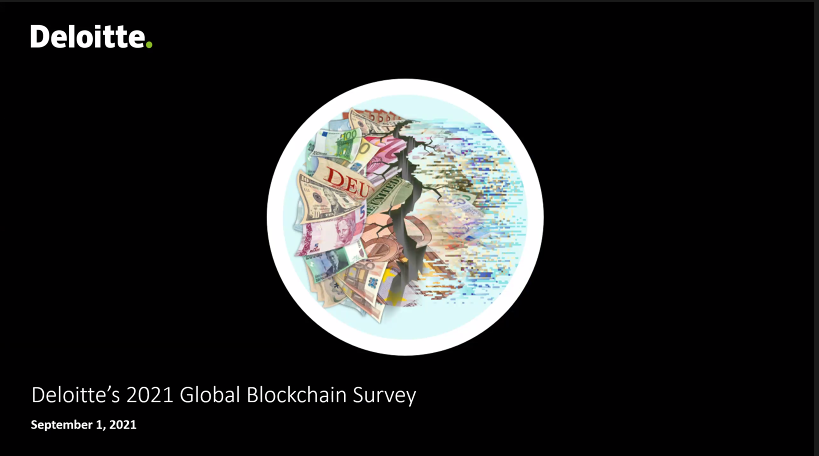 Deloitte.
DEU
Deloitte's 2021 Global Blockchain Survey
September 1, 2021